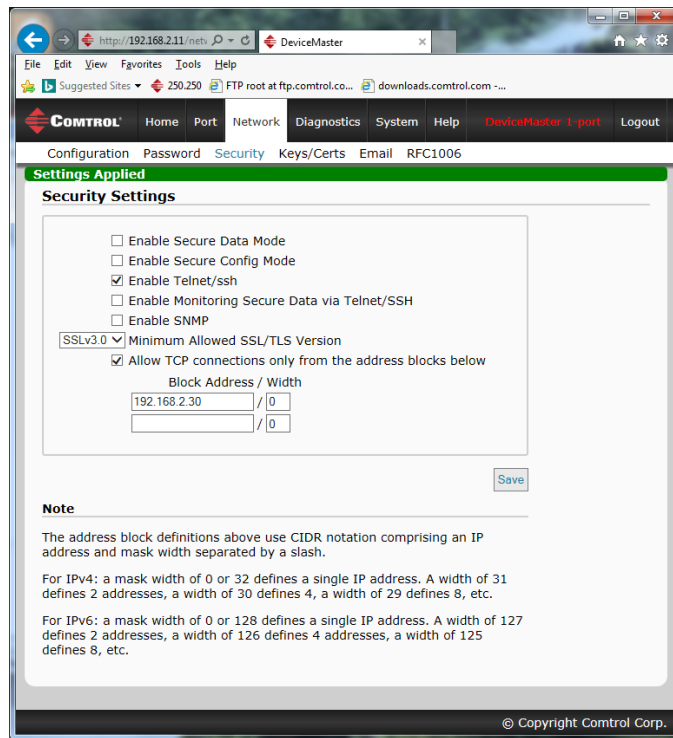 http://192.168.2.11/netv
DeviceMaster
File Edit View Favorites Tools Help
Suggested Sites 250.250 FTP root at ftp.comtrol.co... downloads.comtrol.com -...
COMTROL Home Port Network Diagnostics System Help DeviceMaster 1-port Logout
Configuration Password Security Keys/Certs Email RFC1006
Settings Applied
Security Settings
Enable Secure Data Mode
Enable Secure Config Mode
Enable Telnet/ssh
Enable Monitoring Secure Data via Telnet/SSH
Enable SNMP
SSLv3.0 Minimum Allowed SSL/TLS Version
Allow TCP connections only from the address blocks below
Block Address / Width
192.168.2.30 / 0
/ 0
Save
Note
The address block definitions above use CIDR notation comprising an IP
address and mask width separated by a slash.
For IPv4: a mask width of 0 or 32 defines a single IP address. A width of 31
defines 2 addresses, a width of 30 defines 4, a width of 29 defines 8, etc.
For IPv6: a mask width of 0 or 128 defines a single IP address. A width of 127
defines 2 addresses, a width of 126 defines 4 addresses, a width of 125
defines 8, etc.
© Copyright Comtrol Corp.